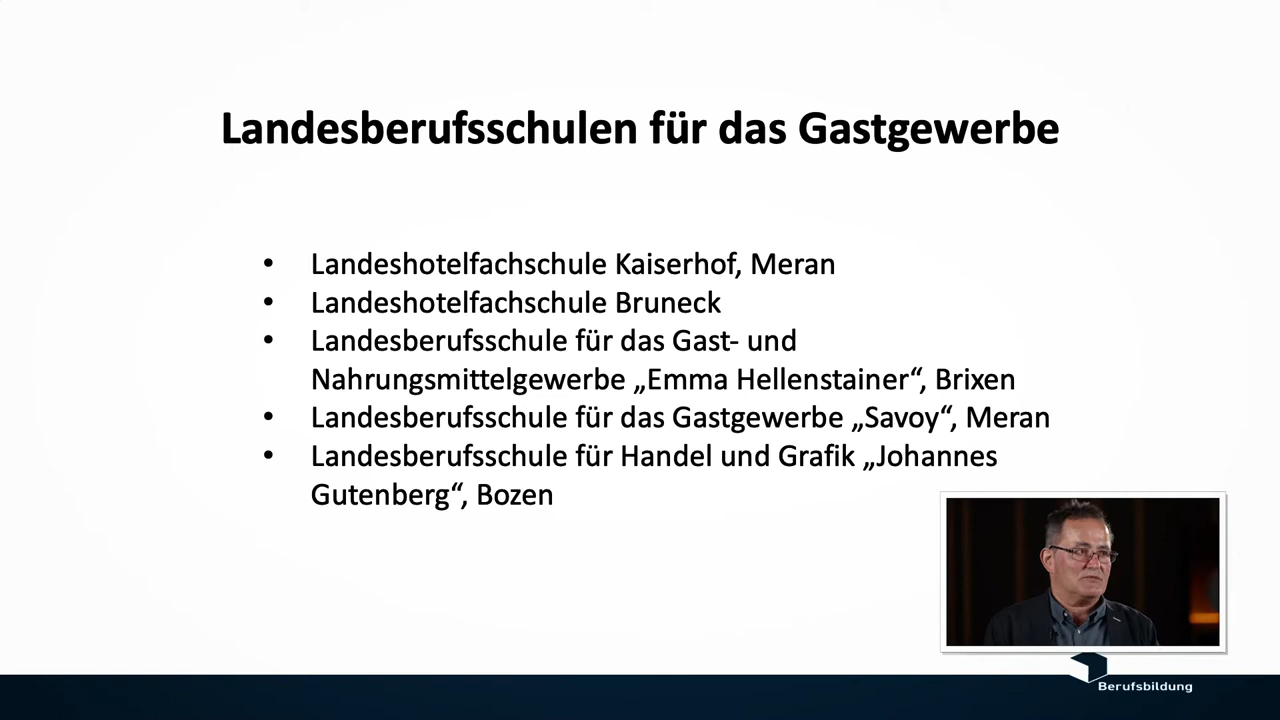 Landesberufsschulen für das Gastgewerbe
• Landeshotelfachschule Kaiserhof, Meran
• Landeshotelfachschule Bruneck
• Landesberufsschule für das Gast- und
Nahrungsmittelgewerbe „Emma Hellenstainer“, Brixen
• Landesberufsschule für das Gastgewerbe „Savoy“, Meran
• Landesberufsschule für Handel und Grafik „Johannes
Gutenberg“, Bozen
Berufsbildung